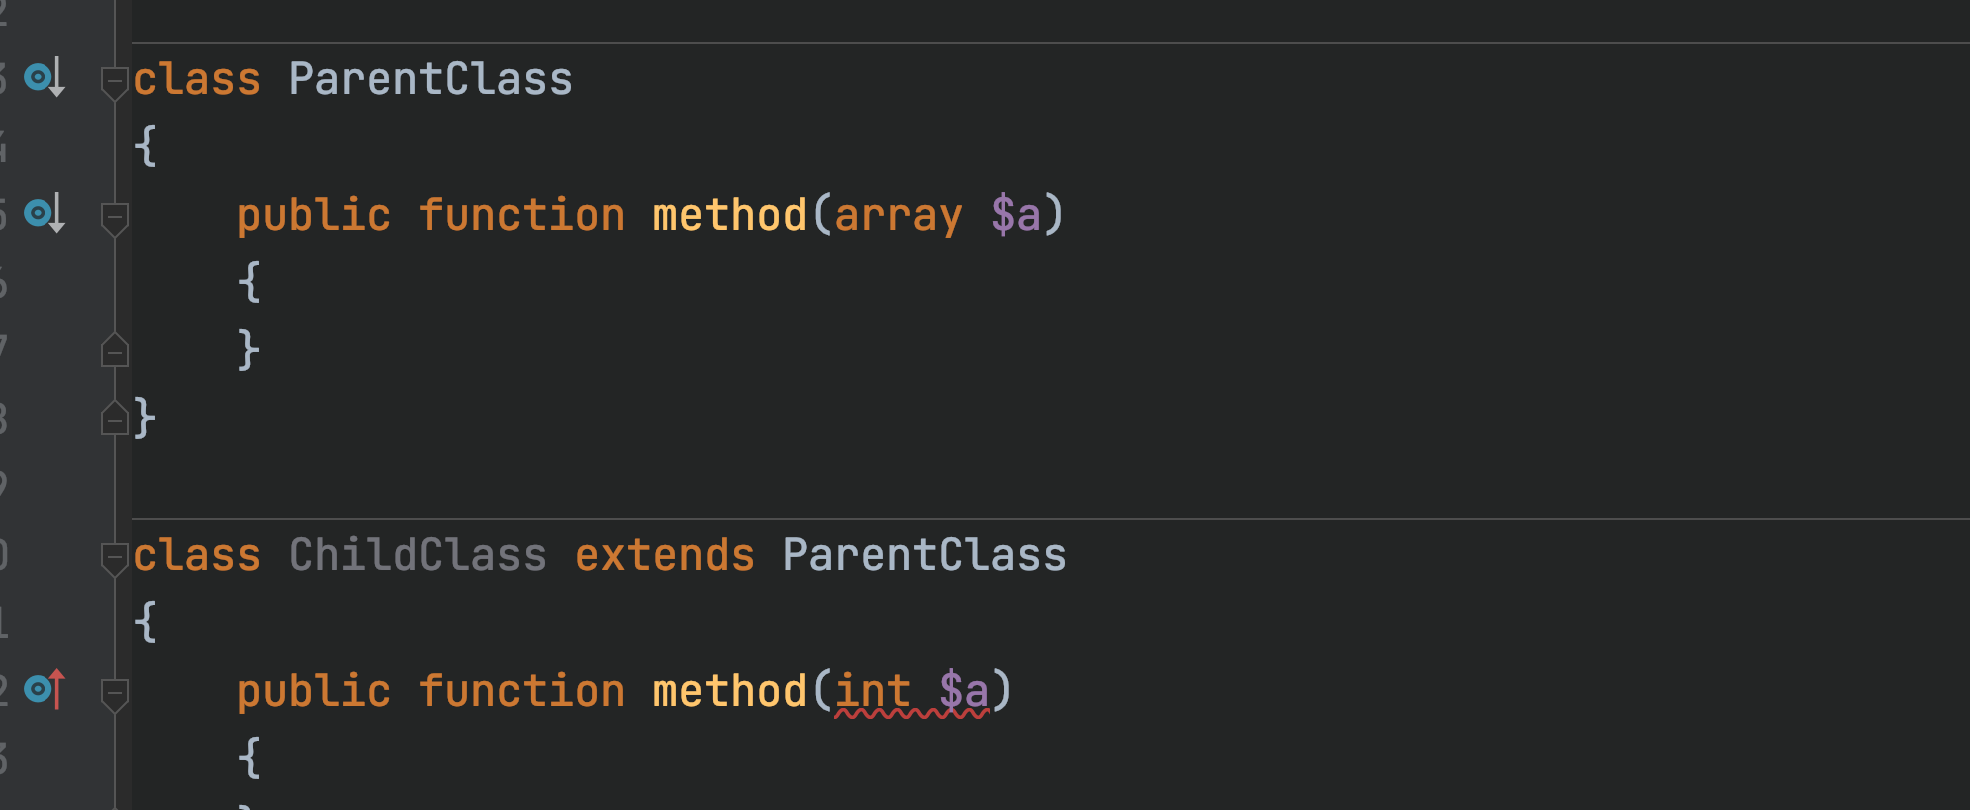 class ParentClass
{
    public function method(array $a)
    {
    }
}
class ChildClass extends ParentClass
{
    public function method(int $a)
    {